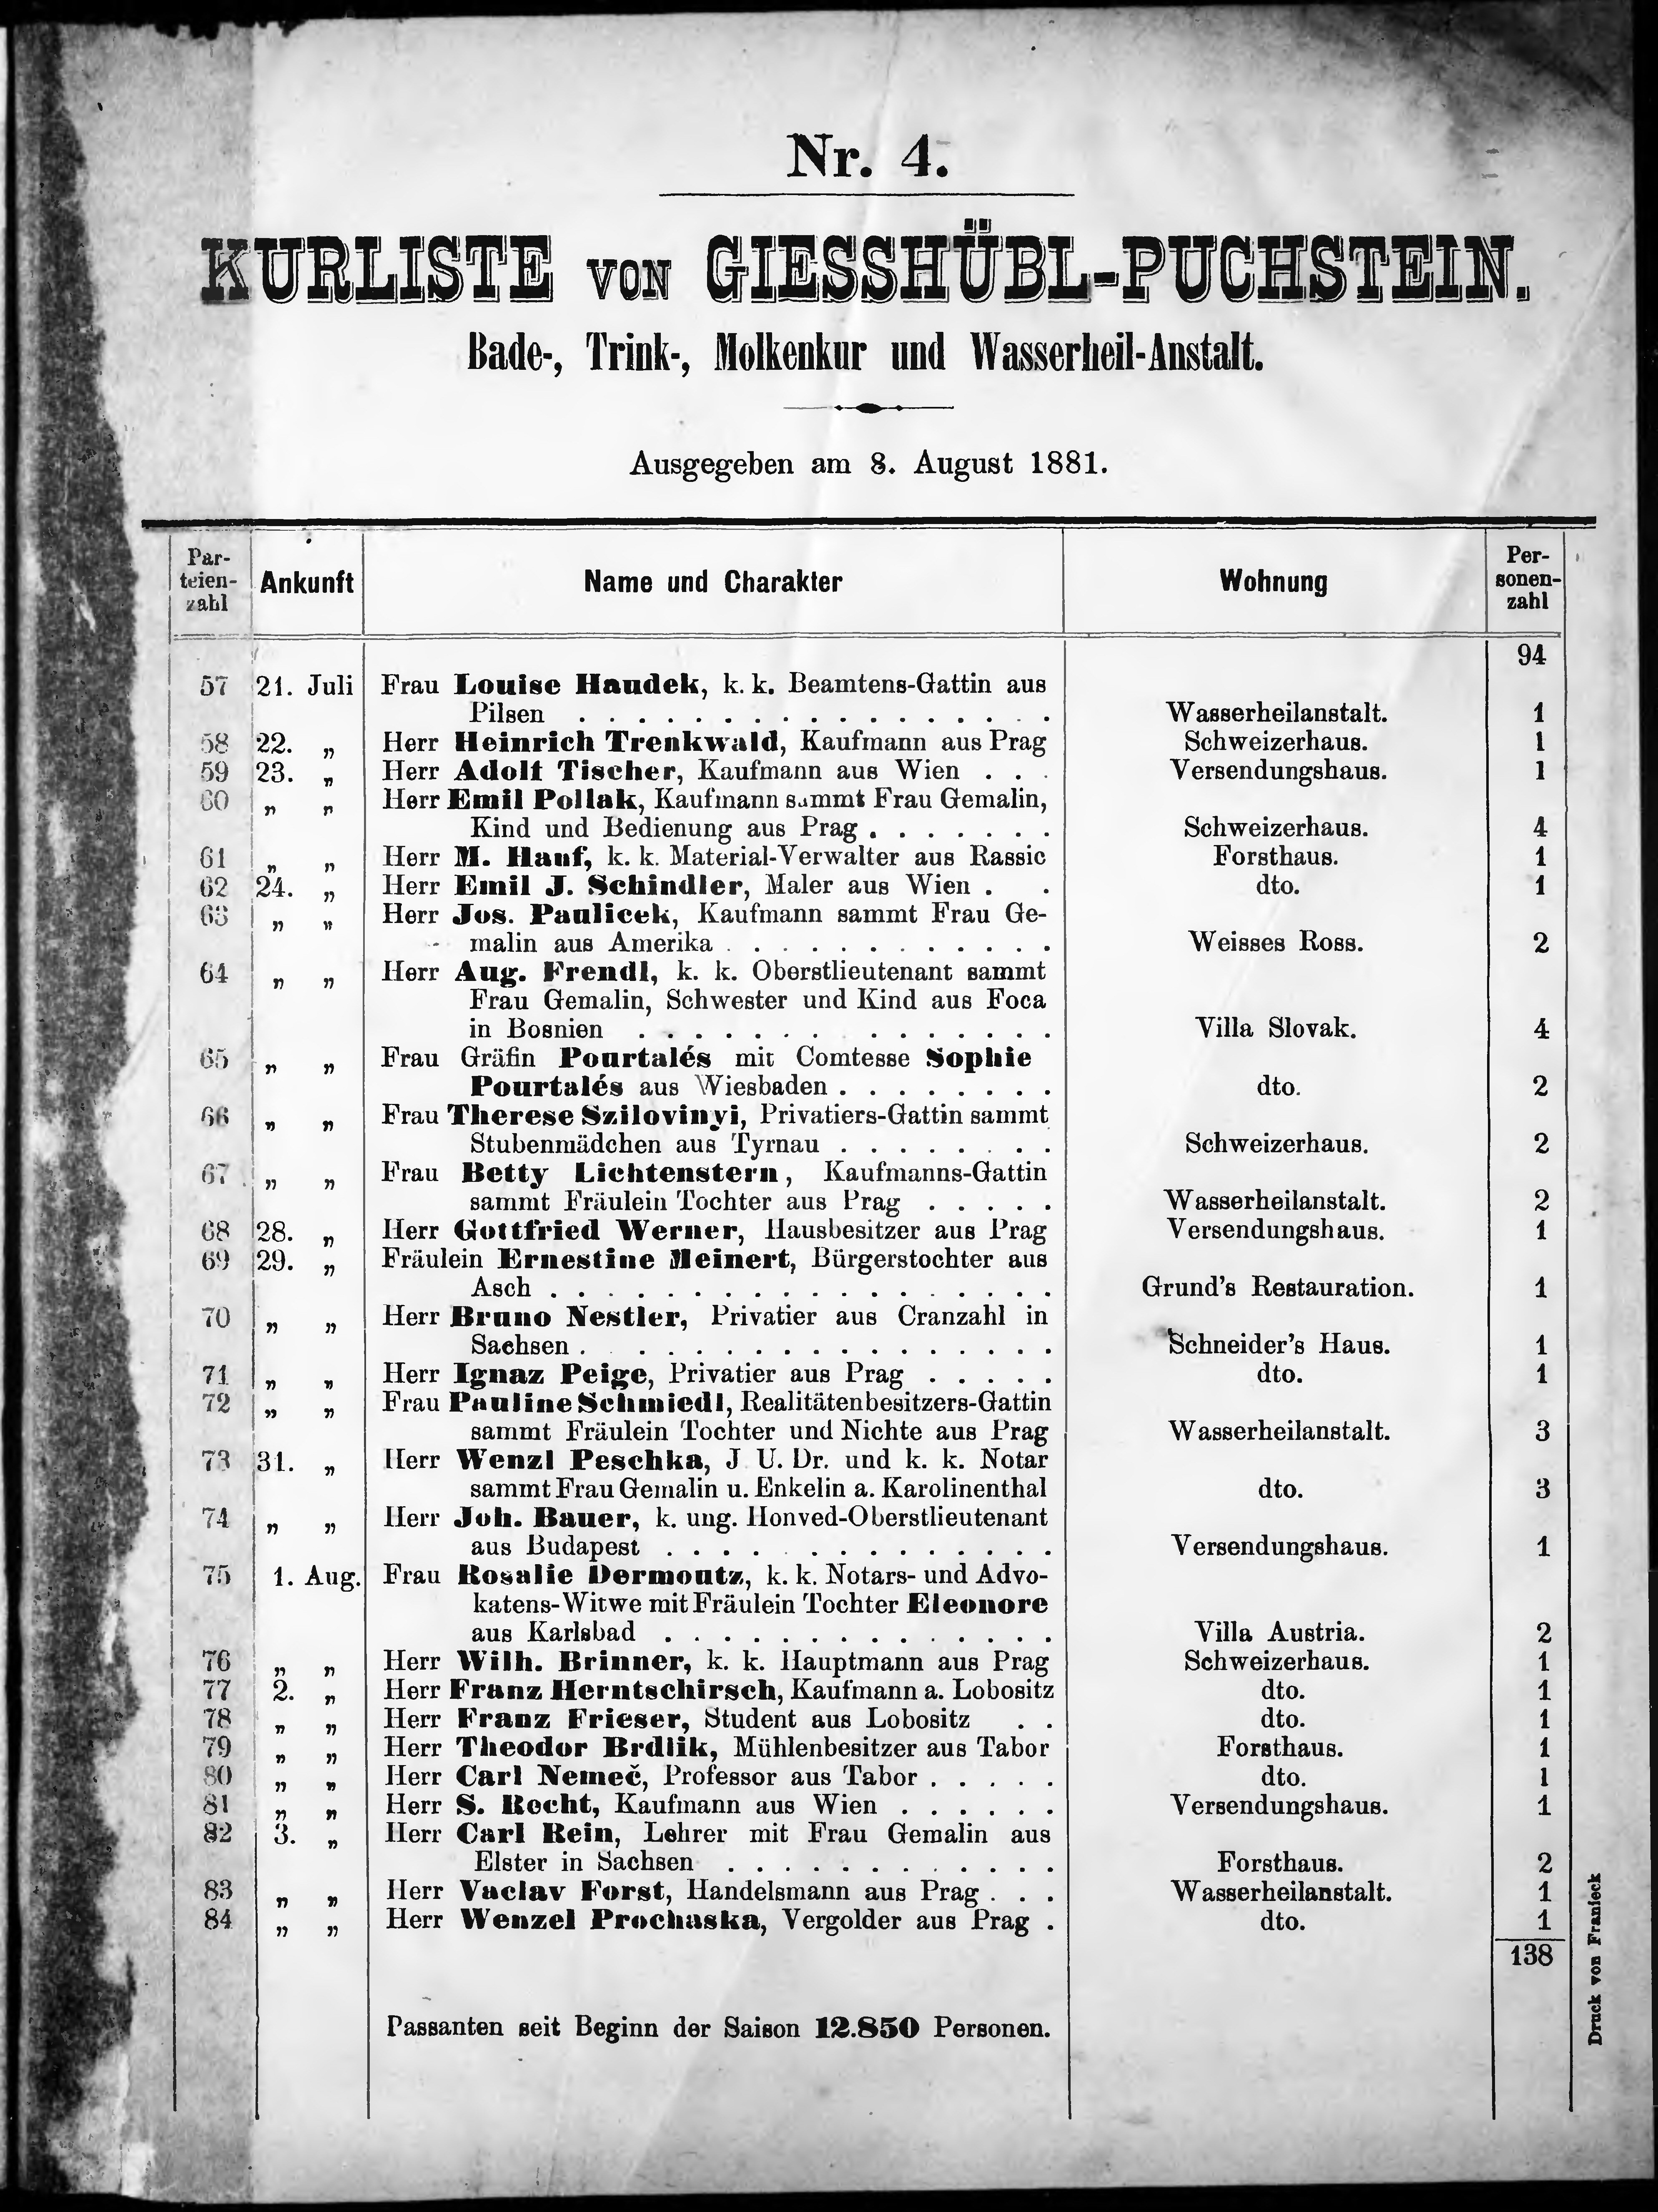 Nr. 4.
KURLISTE VON GIESSHÜBL-PUCHSTEIN.
Bade-, Trink-, Molkenkur und Wasserheil-Anstalt.
Ausgegeben am 8. August 1881.
Par-
teien-
zahl
Ankunft
Name und Charakter
Wohnung
Per-
sonen-
zahl
94
57 21. Juli Frau Louise Haudek, k. k. Beamtens-Gattin aus
Pilsen . . . . . . . . . . . . . . . . . Wasserheilanstalt. 1
58 22. „ Herr Heinrich Trenkwald, Kaufmann aus Prag Schweizerhaus. 1
59 23. „ Herr Adolf Tischer, Kaufmann aus Wien . . . Versendungshaus. 1
60 „ „ Herr Emil Pollak, Kaufmann sammt Frau Gemalin,
Kind und Bedienung aus Prag . . . . . . . Schweizerhaus. 4
61 „ „ Herr M. Hauf, k. k. Material-Verwalter aus Rassic Forsthaus. 1
62 24. „ Herr Emil J. Schindler, Maler aus Wien . . dto. 1
63 „ „ Herr Jos. Paulicek, Kaufmann sammt Frau Ge-
malin aus Amerika . . . . . . . . . . . . Weisses Ross. 2
64 „ „ Herr Aug. Frendl, k. k. Oberstlieutenant sammt
Frau Gemalin, Schwester und Kind aus Foca
in Bosnien . . . . . . . . . . . . . . . Villa Slovak. 4
65 „ „ Frau Gräfin Pourtalés mit Comtesse Sophie
Pourtalés aus Wiesbaden . . . . . . . . dto. 2
66 „ „ Frau Therese Szilovinyi, Privatiers-Gattin sammt
Stubenmädchen aus Tyrnau . . . . . . . . Schweizerhaus. 2
67 „ „ Frau Betty Lichtenstern, Kaufmanns-Gattin
sammt Fräulein Tochter aus Prag . . . . . Wasserheilanstalt. 2
68 28. „ Herr Gottfried Werner, Hausbesitzer aus Prag Versendungshaus. 1
69 29. „ Fräulein Ernestine Meinert, Bürgerstochter aus
Asch . . . . . . . . . . . . . . . . . . Grund's Restauration. 1
70 „ „ Herr Bruno Nestler, Privatier aus Cranzahl in
Sachsen . . . . . . . . . . . . . . . . . Schneider's Haus. 1
71 „ „ Herr Ignaz Peige, Privatier aus Prag . . . . . dto. 1
72 „ „ Frau Pauline Schmiedl, Realitätenbesitzers-Gattin
sammt Fräulein Tochter und Nichte aus Prag Wasserheilanstalt. 3
73 31. „ Herr Wenzl Peschka, J U. Dr. und k. k. Notar
sammt Frau Gemalin u. Enkelin a. Karolinenthal dto. 3
74 „ „ Herr Joh. Bauer, k. ung. Honved-Oberstlieutenant
aus Budapest . . . . . . . . . . . . . . Versendungshaus. 1
75 1. Aug. Frau Rosalie Dermoutz, k. k. Notars- und Advo-
katens-Witwe mit Fräulein Tochter Eleonore
aus Karlsbad . . . . . . . . . . . . . . Villa Austria. 2
76 „ „ Herr Wilh. Brinner, k. k. Hauptmann aus Prag Schweizerhaus. 1
77 2. „ Herr Franz Herntschirsch, Kaufmann a. Lobositz dto. 1
78 „ „ Herr Franz Frieser, Student aus Lobositz . . dto. 1
79 „ „ Herr Theodor Brdlik, Mühlenbesitzer aus Tabor Forsthaus. 1
80 „ „ Herr Carl Nemeč, Professor aus Tabor . . . . . dto. 1
81 „ „ Herr S. Recht, Kaufmann aus Wien . . . . . . Versendungshaus. 1
82 3. „ Herr Carl Rein, Lehrer mit Frau Gemalin aus
Elster in Sachsen . . . . . . . . . . . . Forsthaus. 2
83 „ „ Herr Vaclav Forst, Handelsmann aus Prag . . . Wasserheilanstalt. 1
84 „ „ Herr Wenzel Prochaska, Vergolder aus Prag . dto. 1
138
Passanten seit Beginn der Saison 12.850 Personen.
Druck von Franieck